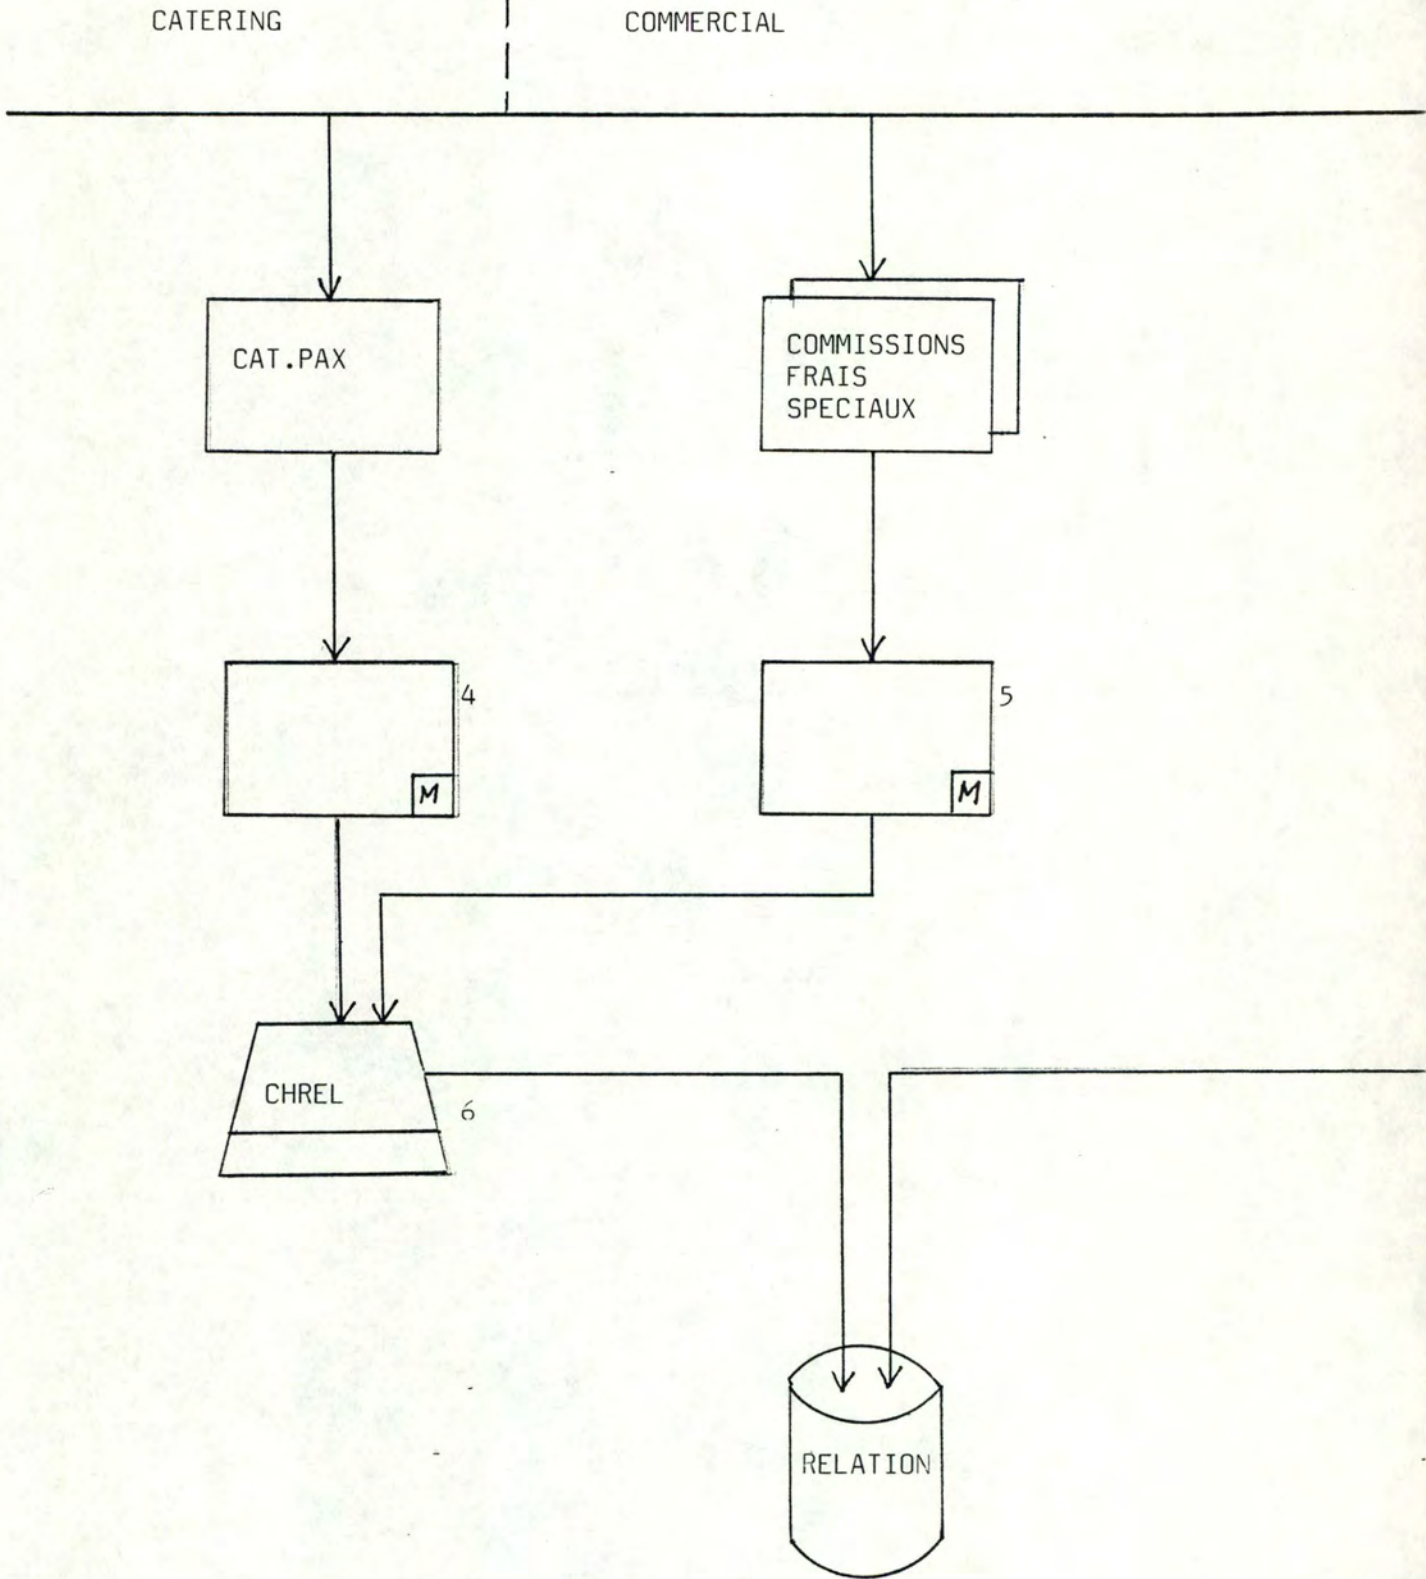 CATERING
COMMERCIAL
CAT.PAX
COMMISSIONS
FRAIS
SPECIAUX
4
5
M
M
CHREL
6
RELATION